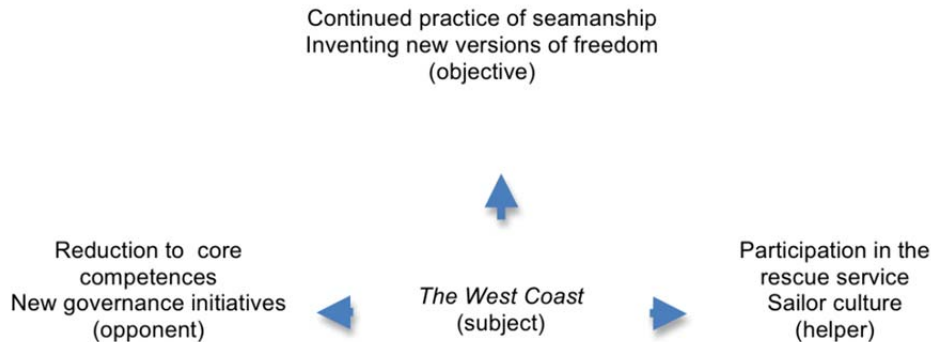 Continued practice of seamanship
Inventing new versions of freedom
(objective)
Reduction to core
competences
New governance initiatives
(opponent)
The West Coast
(subject)
Participation in the
rescue service
Sailor culture
(helper)